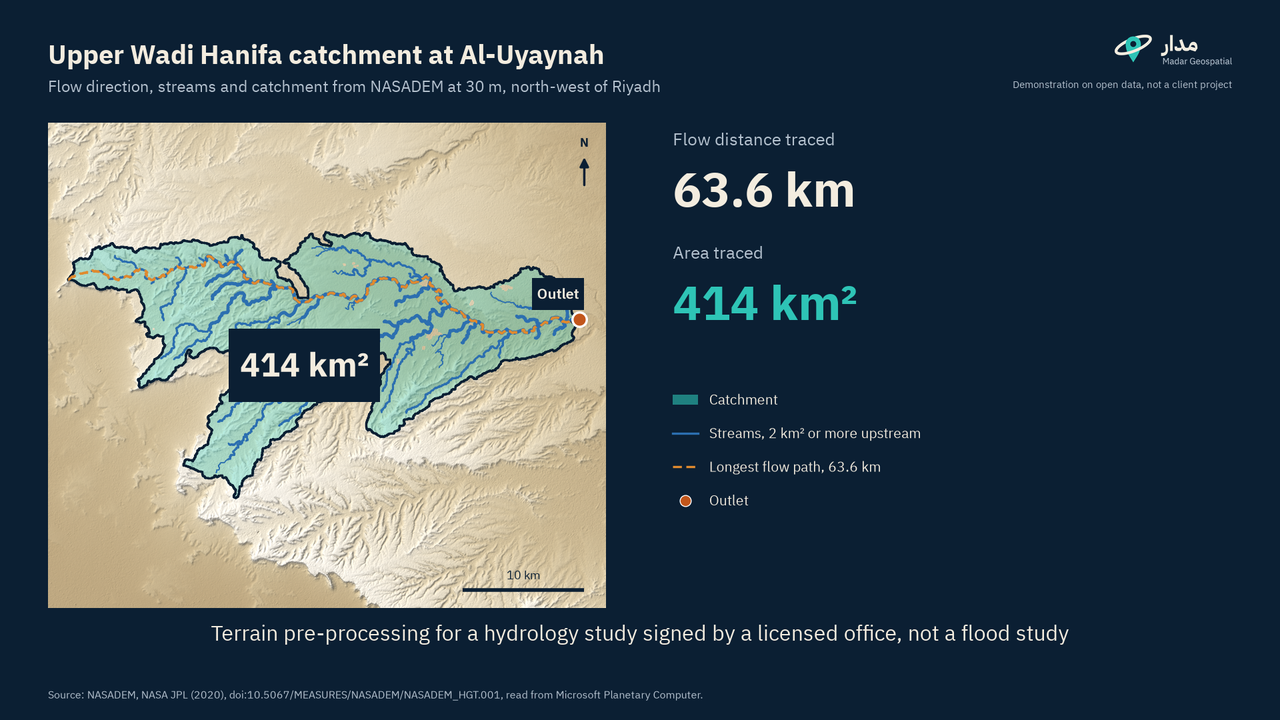 Upper Wadi Hanifa catchment at Al-Uyaynah
Flow direction, streams and catchment from NASADEM at 30 m, north-west of Riyadh
مدار
Madar Geospatial
Demonstration on open data, not a client project
N
Outlet
414 km²
10 km
Flow distance traced
63.6 km
Area traced
414 km²
Catchment
Streams, 2 km² or more upstream
Longest flow path, 63.6 km
Outlet
Terrain pre-processing for a hydrology study signed by a licensed office, not a flood study
Source: NASADEM, NASA JPL (2020), doi:10.5067/MEASURES/NASADEM/NASADEM_HGT.001, read from Microsoft Planetary Computer.